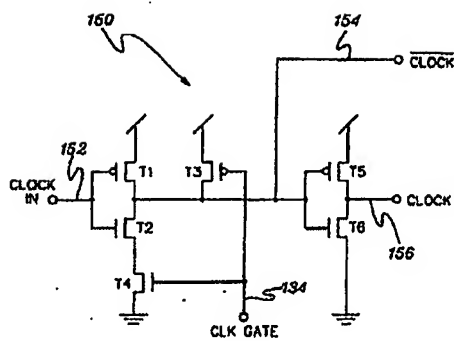 150
154
CLOCK
152
T1
T3
T5
CLOCK
IN
CLOCK
T2
T6
156
T4
134
CLK GATE